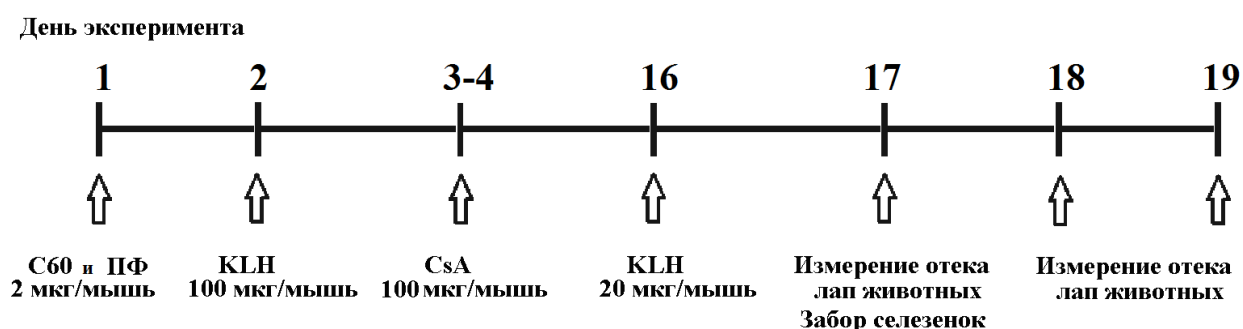 День эксперимента
1 2 3-4 16 17 18 19
С60 и ПФ
2 мкг/мышь
KLH
100 мкг/мышь
CsA
100 мкг/мышь
KLH
20 мкг/мышь
Измерение отека
лап животных
Забор селезенок
Измерение отека
лап животных